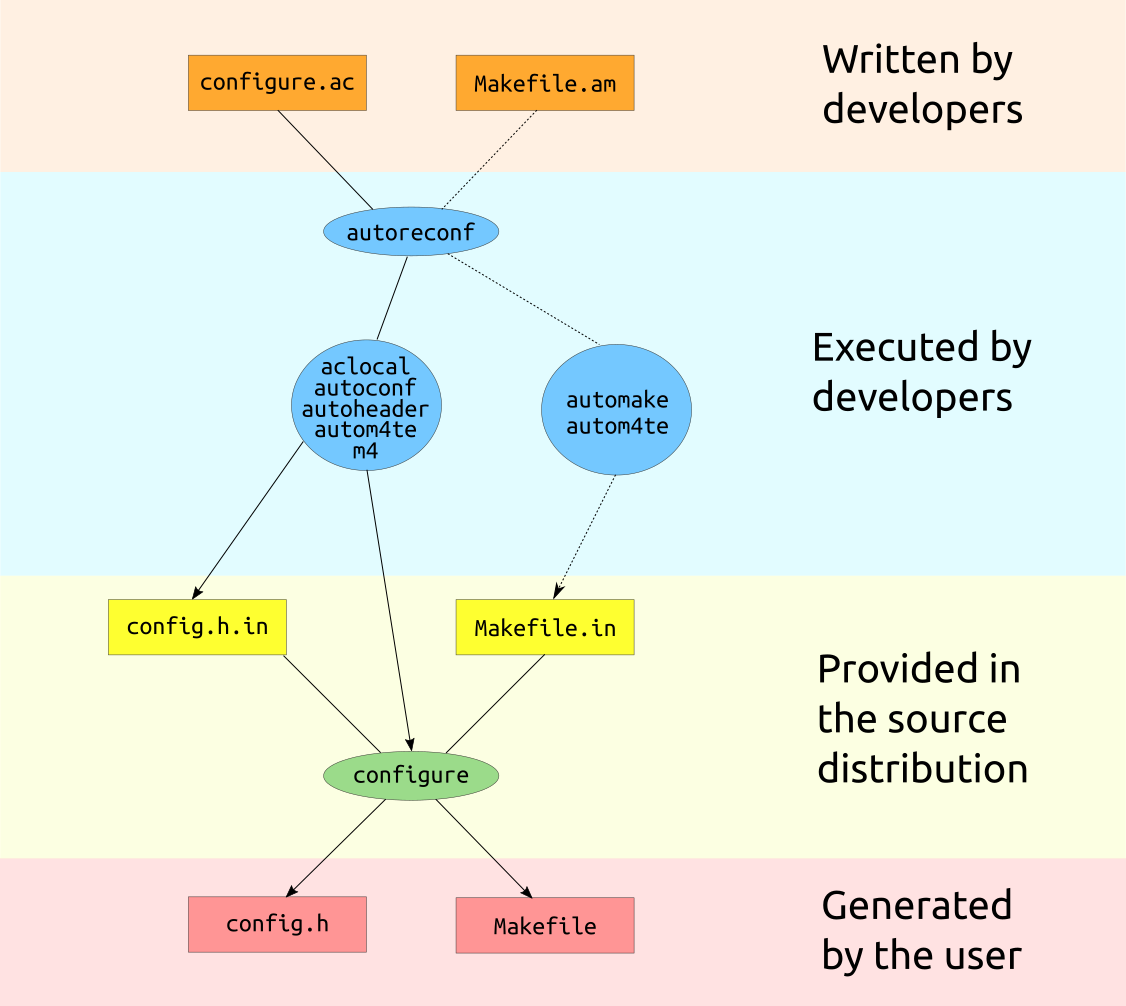 configure.ac
Makefile.am
Written by
developers
autoreconf
aclocal
autoconf
autoheader
autom4te
m4
automake
autom4te
Executed by
developers
config.h.in
Makefile.in
configure
Provided in
the source
distribution
config.h
Makefile
Generated
by the user